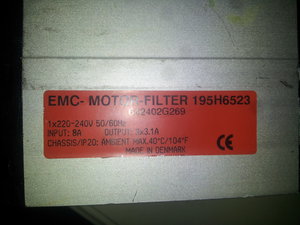 EMC- MOTOR-FILTER 195H6523
1x220-240V 50/60Hz
INPUT: 8A OUTPUT: 3x3.1A
CHASSIS/IP20: AMBIENT MAX.40°C/104°F
MADE IN DENMARK
CE